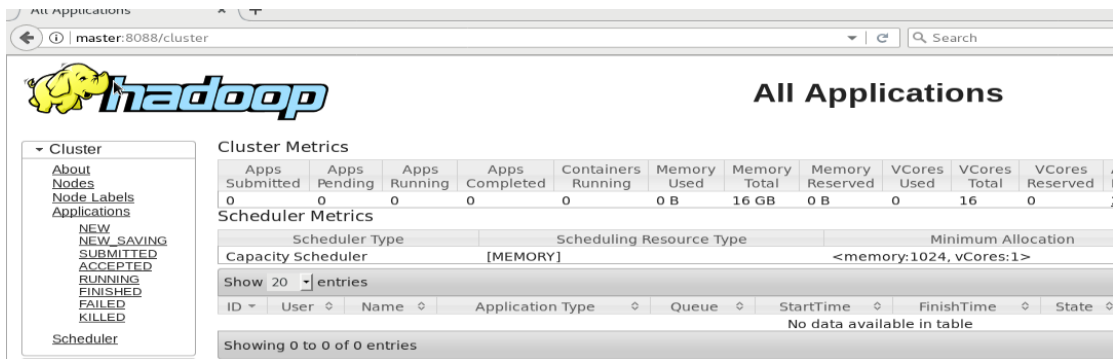 All Applications
master:8088/cluster
Search
hadoop
All Applications
Cluster
About
Nodes
Node Labels
Applications
NEW
NEW_SAVING
SUBMITTED
ACCEPTED
RUNNING
FINISHED
FAILED
KILLED
Scheduler
Cluster Metrics
Apps Submitted Apps Pending Apps Running Apps Completed Containers Running Memory Used Memory Total Memory Reserved VCores Used VCores Total VCores Reserved
0 0 0 0 0 0 B 16 GB 0 B 0 16 0
Scheduler Metrics
Scheduler Type Scheduling Resource Type Minimum Allocation
Capacity Scheduler [MEMORY] <memory:1024, vCores:1>
Show 20 entries
ID User Name Application Type Queue StartTime FinishTime State
No data available in table
Showing 0 to 0 of 0 entries